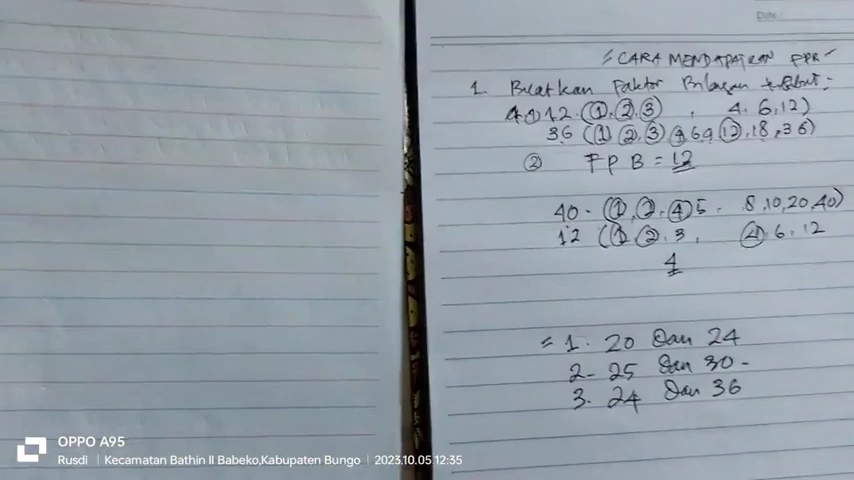 Date:
= CARA MENDAPATKAN FPB =
1. Buatkan Faktor Bilangan tersebut:
12. (1, 2, 3, 4. 6, 12)
36 (1 2, 3) 4 6 9 12, 18, 36)
② FPB = 12
40 - (1, 2, 4, 5, 8, 10, 20, 40)
12 (1, 2, 3, 4, 6, 12
4
= 1. 20 Dan 24
2- 25 Dan 30 -
3. 24 Dan 36
OPPO A95
Rusdi | Kecamatan Bathin II Babeko,Kabupaten Bungo | 2023.10.05 12:35